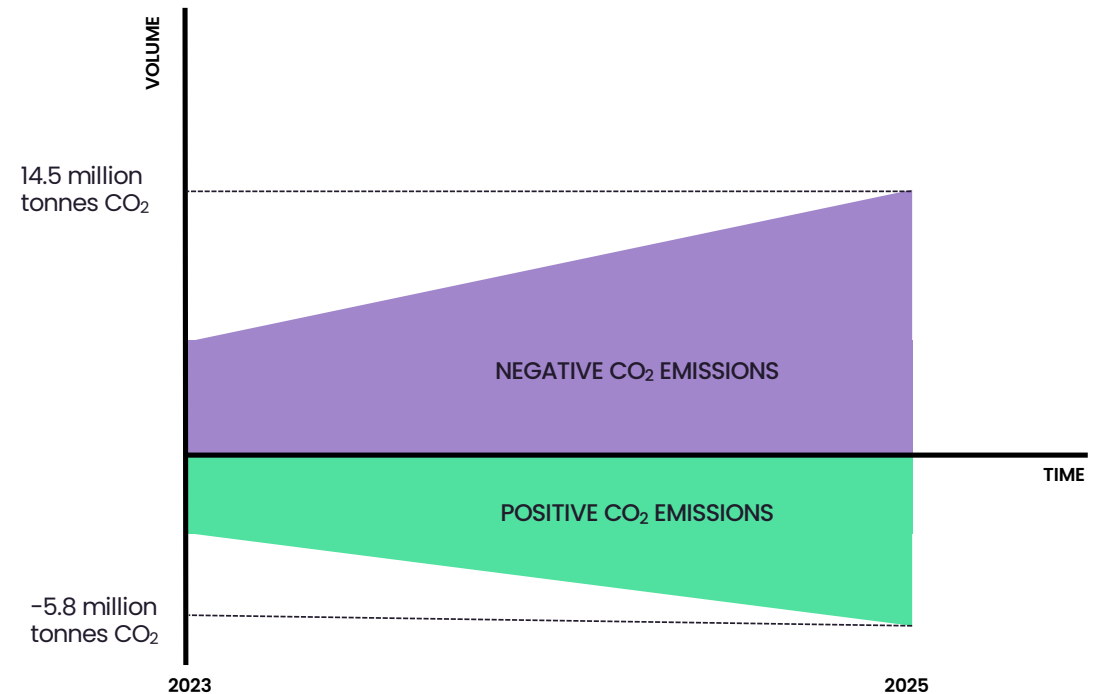 VOLUME
14.5 million
tonnes CO₂
NEGATIVE CO₂ EMISSIONS
TIME
POSITIVE CO₂ EMISSIONS
-5.8 million
tonnes CO₂
2023
2025